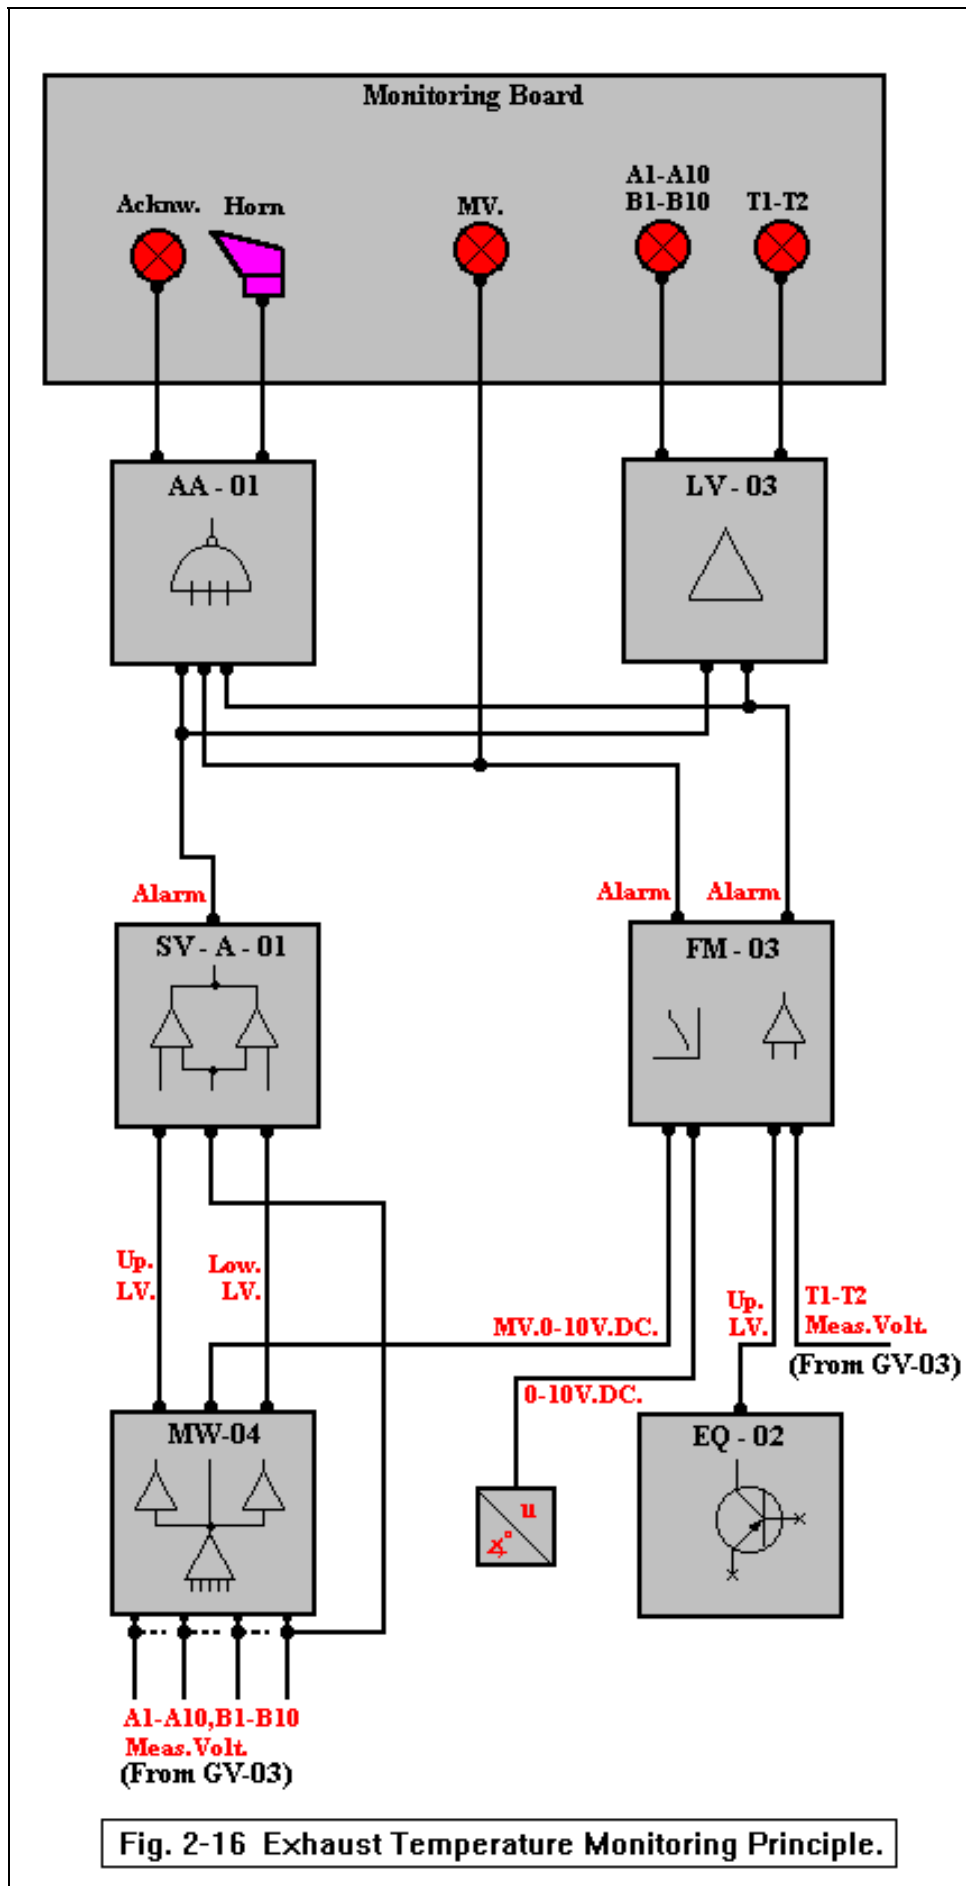 Monitoring Board
A1-A10
Acknw. Horn MV. B1-B10 T1-T2
AA - 01
LV - 03
Alarm
Alarm
Alarm
SV - A - 01
FM - 03
Up.
LV.
Low.
LV.
MV.0-10V.DC.
0-10V.DC.
Up.
LV.
T1-T2
Meas.Volt.
(From GV-03)
MW-04
u
x°
EQ - 02
A1-A10,B1-B10
Meas.Volt.
(From GV-03)
Fig. 2-16 Exhaust Temperature Monitoring Principle.